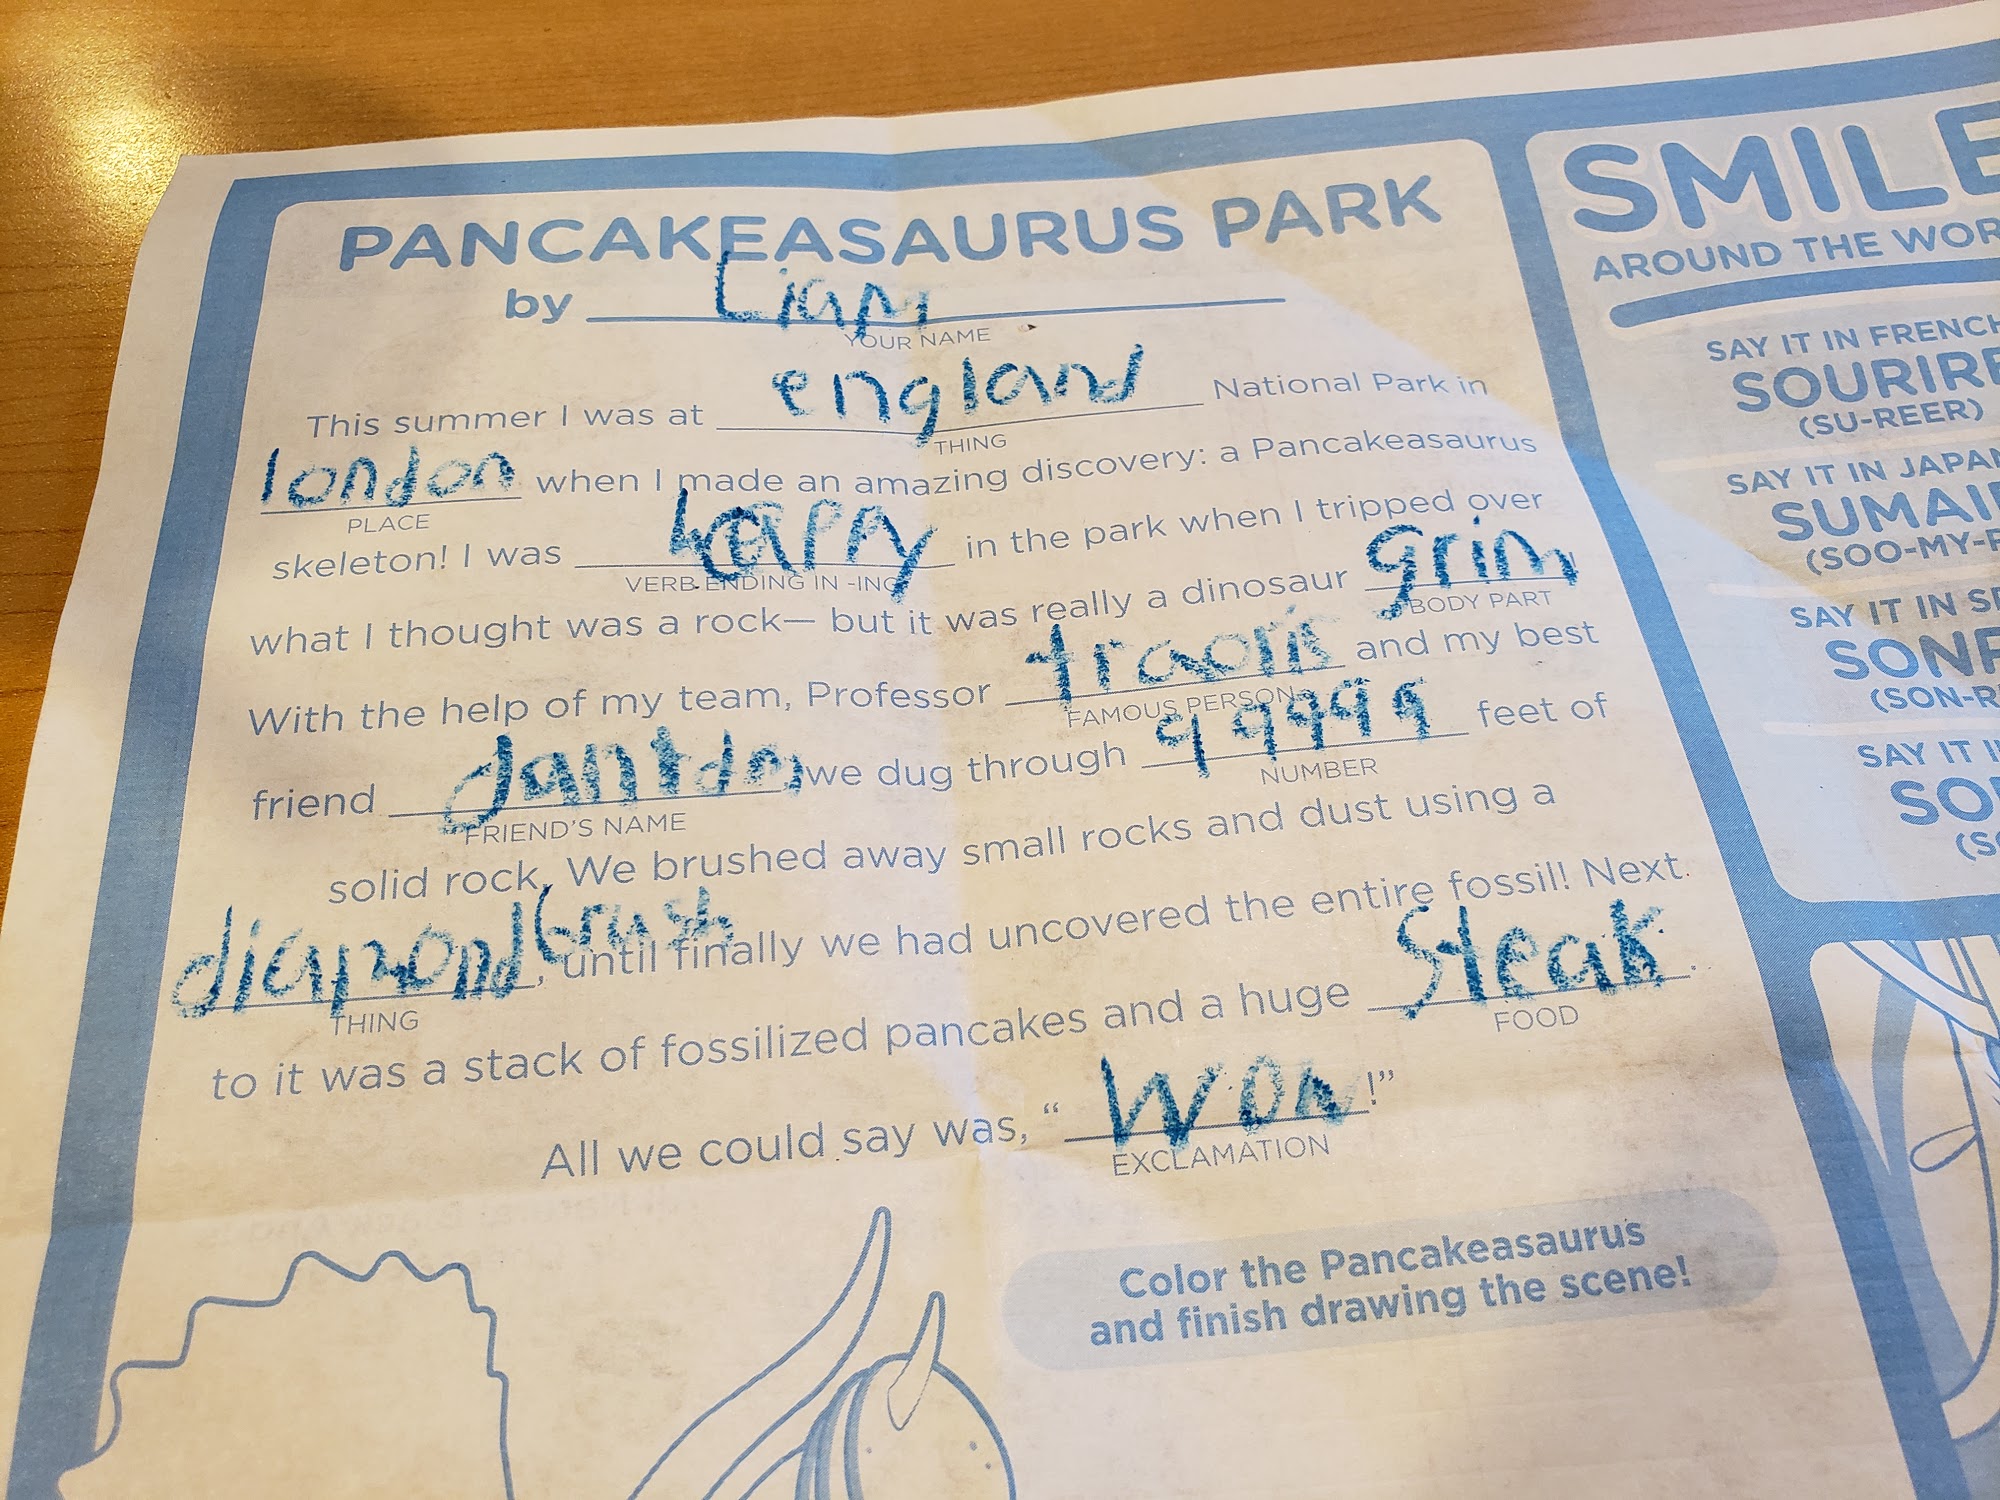 PANCAKEASAURUS PARK
by Liam
YOUR NAME
This summer I was at england National Park in
THING
london when I made an amazing discovery: a Pancakeasaurus
PLACE
skeleton! I was happy in the park when I tripped over
VERB ENDING IN -ING
what I thought was a rock— but it was really a dinosaur grim
BODY PART
With the help of my team, Professor and my best
FAMOUS PERSON
friend , we dug through 99999 feet of
FRIEND'S NAME
NUMBER
solid rock. We brushed away small rocks and dust using a
diamond brush, until finally we had uncovered the entire fossil! Next
THING
to it was a stack of fossilized pancakes and a huge Steak.
FOOD
All we could say was, “won!”
EXCLAMATION
Color the Pancakeasaurus
and finish drawing the scene!
SMILE
AROUND THE WOR
SAY IT IN FRENCH
SOURIRE
(SU-REER)
SAY IT IN JAPAN
SUMAI
(SOO-MY-R
SAY IT IN SP
SONR
(SON-R
SAY IT I
SO
(S